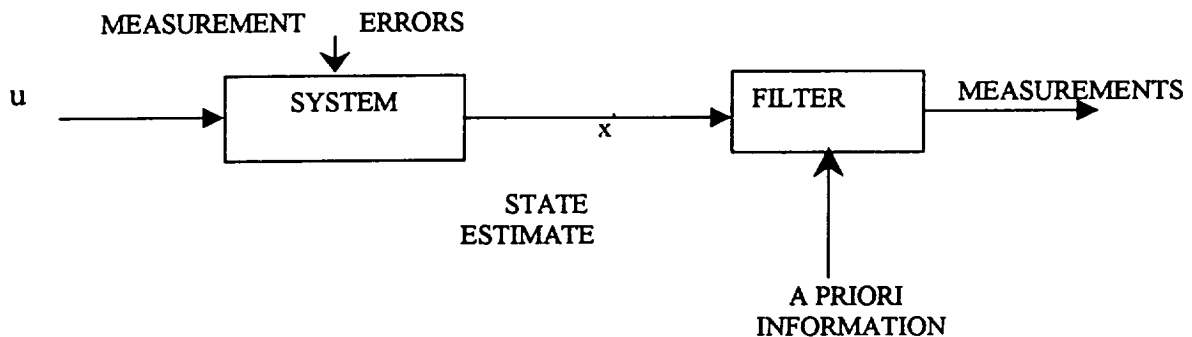 MEASUREMENT ERRORS
u
SYSTEM
FILTER
MEASUREMENTS
x
STATE
ESTIMATE
A PRIORI
INFORMATION